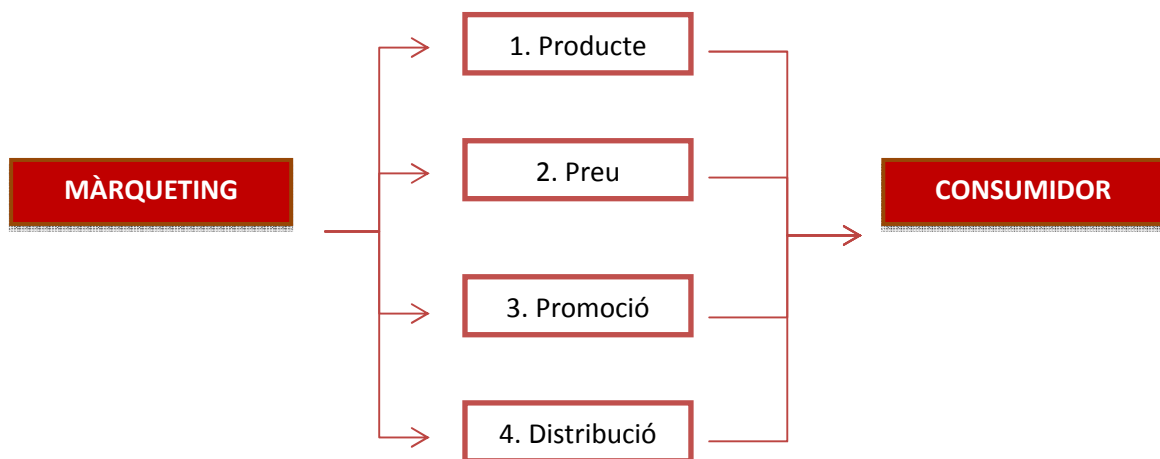 MÀRQUETING
1. Producte
2. Preu
3. Promoció
4. Distribució
CONSUMIDOR